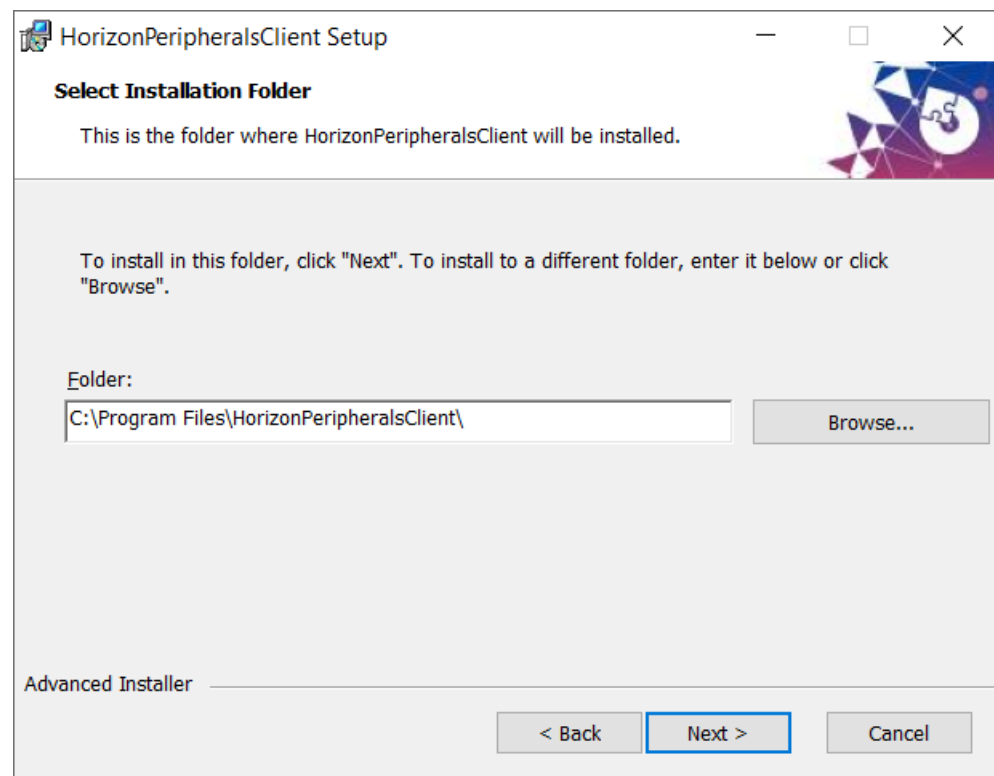 HorizonPeripheralsClient Setup
Select Installation Folder
This is the folder where HorizonPeripheralsClient will be installed.
To install in this folder, click "Next". To install to a different folder, enter it below or click
"Browse".
Folder:
C:\Program Files\HorizonPeripheralsClient\
Browse...
Advanced Installer
< Back
Next >
Cancel